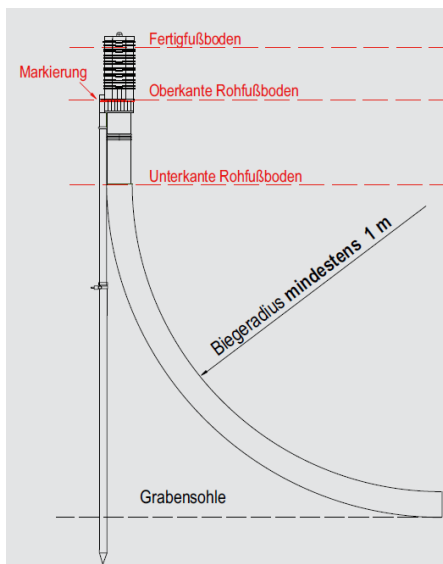 Fertigfußboden
Markierung
Oberkante Rohfußboden
Unterkante Rohfußboden
Biegeradius mindestens 1 m
Grabensohle